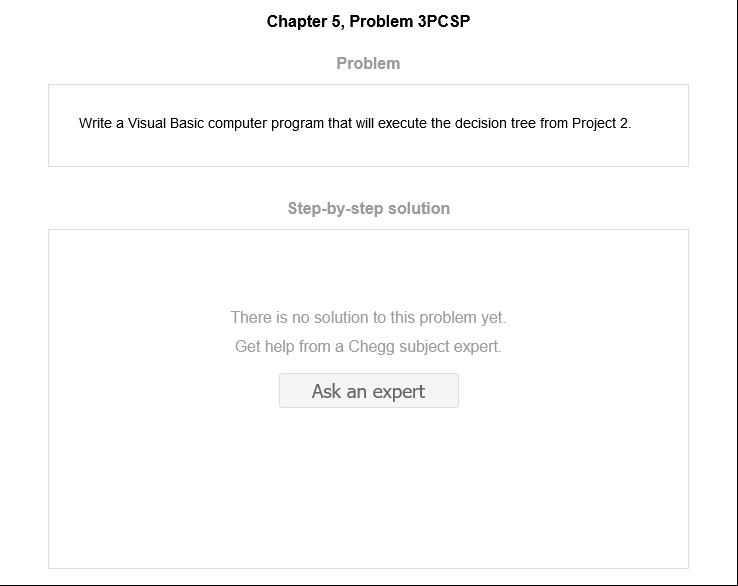 Chapter 5, Problem 3PCSP
Problem
Write a Visual Basic computer program that will execute the decision tree from Project 2.
Step-by-step solution
There is no solution to this problem yet.
Get help from a Chegg subject expert.
Ask an expert